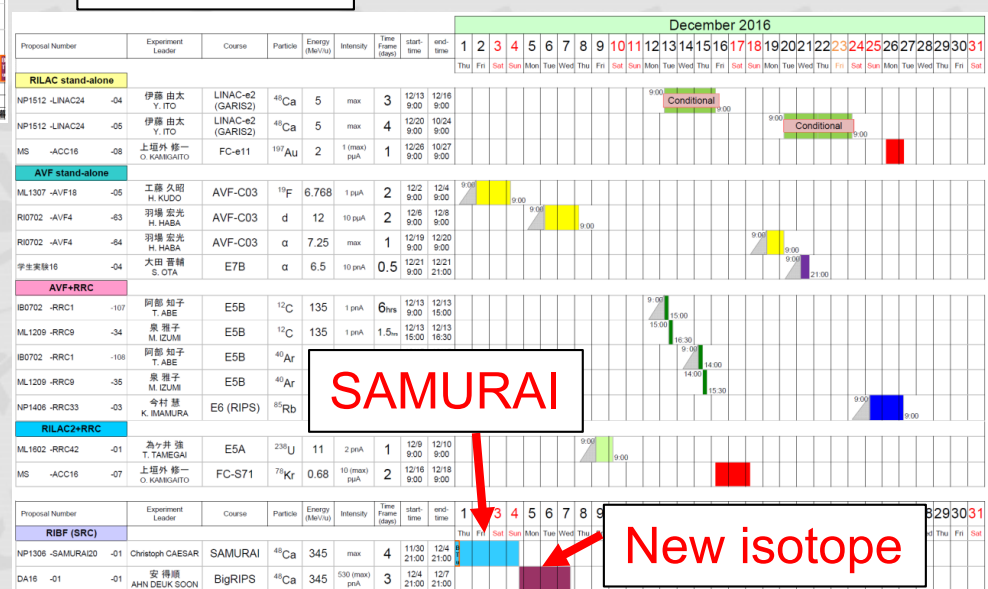 December 2016
Proposal Number Experiment Leader Course Particle Energy (MeV/u) Intensity Time Frame (days) start-time end-time 1 2 3 4 5 6 7 8 9 10 11 12 13 14 15 16 17 18 19 20 21 22 23 24 25 26 27 28 29 30 31
Thu Fri Sat Sun Mon Tue Wed Thu Fri Sat Sun Mon Tue Wed Thu Fri Sat Sun Mon Tue Wed Thu Fri Sat Sun Mon Tue Wed Thu Fri Sat
RILAC stand-alone
NP1512 -LINAC24 -04 伊藤 由太 Y. ITO LINAC-e2 (GARIS2) 48Ca 5 max 3 12/13 9:00 12/16 9:00 9:00 Conditional 9:00
NP1512 -LINAC24 -05 伊藤 由太 Y. ITO LINAC-e2 (GARIS2) 48Ca 5 max 4 12/20 9:00 10/24 9:00 9:00 Conditional 9:00
MS -ACC16 -08 上垣外 修一 O. KAMIGAITO FC-e11 197Au 2 1 (max) pμA 1 12/26 9:00 10/27 9:00
AVF stand-alone
ML1307 -AVF18 -05 工藤 久昭 H. KUDO AVF-C03 19F 6.768 1 pμA 2 12/2 9:00 12/4 9:00 9:00 9:00
RI0702 -AVF4 -63 羽場 宏光 H. HABA AVF-C03 d 12 10 pμA 2 12/6 9:00 12/8 9:00 9:00 9:00
RI0702 -AVF4 -64 羽場 宏光 H. HABA AVF-C03 α 7.25 max 1 12/19 9:00 12/20 9:00 9:00 9:00
学生実験16 -04 大田 晋輔 S. OTA E7B α 6.5 10 pnA 0.5 12/21 9:00 12/21 21:00 9:00 21:00
AVF+RRC
IB0702 -RRC1 -107 阿部 知子 T. ABE E5B 12C 135 1 pnA 6hrs 12/13 9:00 12/13 15:00 9:00 15:00
ML1209 -RRC9 -34 泉 雅子 M. IZUMI E5B 12C 135 1 pnA 1.5hrs 12/13 15:00 12/13 16:30 15:00 16:30
IB0702 -RRC1 -108 阿部 知子 T. ABE E5B 40Ar 9:00 14:00
ML1209 -RRC9 -35 泉 雅子 M. IZUMI E5B 40Ar 14:00 15:30
SAMURAI
NP1406 -RRC33 -03 今村 慧 K. IMAMURA E6 (RIPS) 85Rb 9:00 9:00
RILAC2+RRC
ML1602 -RRC42 -01 為ケ井 強 T. TAMEGAI E5A 238U 11 2 pnA 1 12/9 9:00 12/10 9:00 9:00 9:00
MS -ACC16 -07 上垣外 修一 O. KAMIGAITO FC-S71 78Kr 0.68 10 (max) pμA 2 12/16 9:00 12/18 9:00
Proposal Number Experiment Leader Course Particle Energy (MeV/u) Intensity Time Frame (days) start-time end-time 1 3 4 5 6 7 8 9 29 30 31
Thu Fri Sat Sun Mon Tue Wed Thu Thu Fri Sat
RIBF (SRC)
New isotope
NP1306 -SAMURAI20 -01 Christoph CAESAR SAMURAI 48Ca 345 max 4 11/30 21:00 12/4 21:00
DA16 -01 -01 安 得順 AHN DEUK SOON BigRIPS 48Ca 345 530 (max) pnA 3 12/4 21:00 12/7 21:00